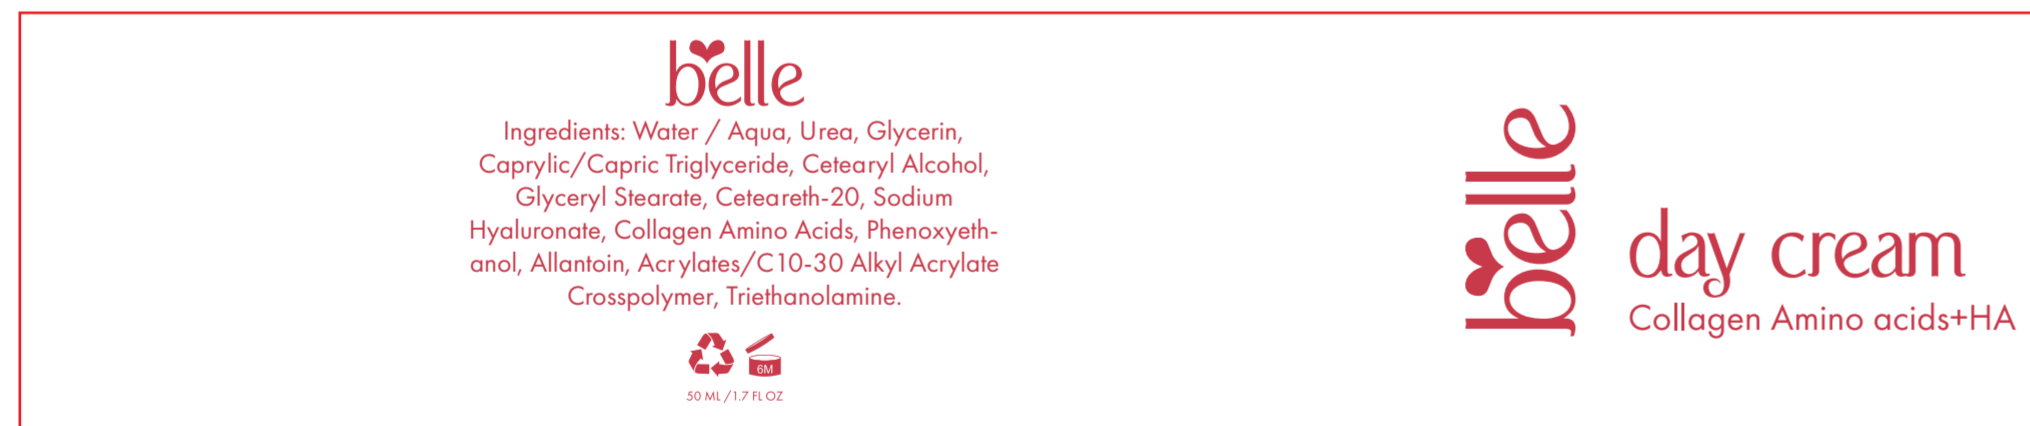 belle
Ingredients: Water / Aqua, Urea, Glycerin,
Caprylic/Capric Triglyceride, Cetearyl Alcohol,
Glyceryl Stearate, Ceteareth-20, Sodium
Hyaluronate, Collagen Amino Acids, Phenoxyeth-
anol, Allantoin, Acrylates/C10-30 Alkyl Acrylate
Crosspolymer, Triethanolamine.
6M
50 ML /1.7 FL OZ
belle
day cream
Collagen Amino acids+HA